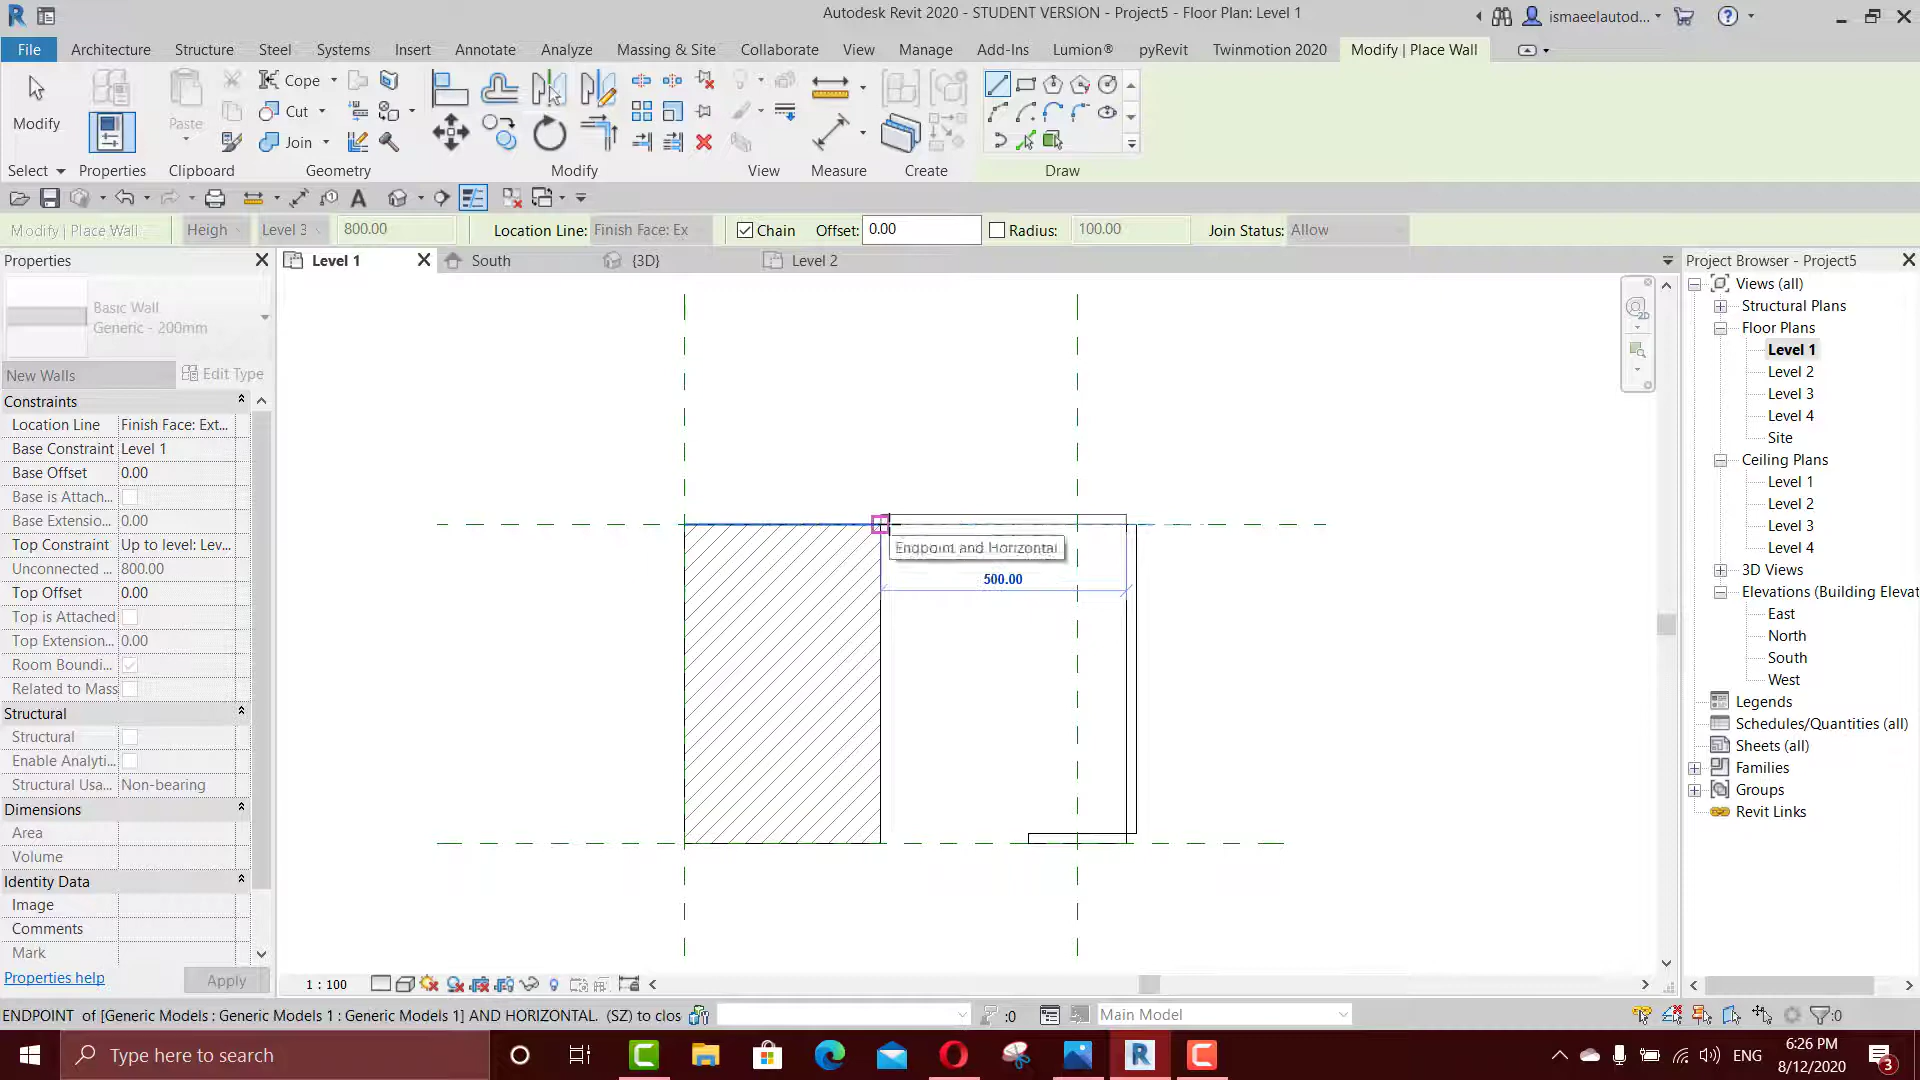 Autodesk Revit 2020 - STUDENT VERSION - Project5 - Floor Plan: Level 1
ismaeelautod...
File Architecture Structure Steel Systems Insert Annotate Analyze Massing & Site Collaborate View Manage Add-Ins Lumion® pyRevit Twinmotion 2020 Modify | Place Wall
Modify
Paste
Cope
Cut
Join
Select Properties Clipboard Geometry Modify View Measure Create Draw
Modify | Place Wall Heigh Level 3 800.00 Location Line: Finish Face: Ex Chain Offset: 0.00 Radius: 100.00 Join Status: Allow
Properties
Level 1 South {3D} Level 2
Basic Wall
Generic - 200mm
New Walls Edit Type
Constraints
Location Line Finish Face: Ext...
Base Constraint Level 1
Base Offset 0.00
Base is Attach...
Base Extensio... 0.00
Top Constraint Up to level: Lev...
Unconnected ... 800.00
Top Offset 0.00
Top is Attached
Top Extension... 0.00
Room Boundi...
Related to Mass
Structural
Structural
Enable Analyti...
Structural Usa... Non-bearing
Dimensions
Area
Volume
Identity Data
Image
Comments
Mark
Properties help Apply
Endpoint and Horizontal
500.00
2D
Project Browser - Project5
Views (all)
Structural Plans
Floor Plans
Level 1
Level 2
Level 3
Level 4
Site
Ceiling Plans
Level 1
Level 2
Level 3
Level 4
3D Views
Elevations (Building Elevat
East
North
South
West
Legends
Schedules/Quantities (all)
Sheets (all)
Families
Groups
Revit Links
1 : 100
ENDPOINT of [Generic Models : Generic Models 1 : Generic Models 1] AND HORIZONTAL. (SZ) to clos
:0
Main Model
:0
Type here to search
ENG
6:26 PM
8/12/2020
3